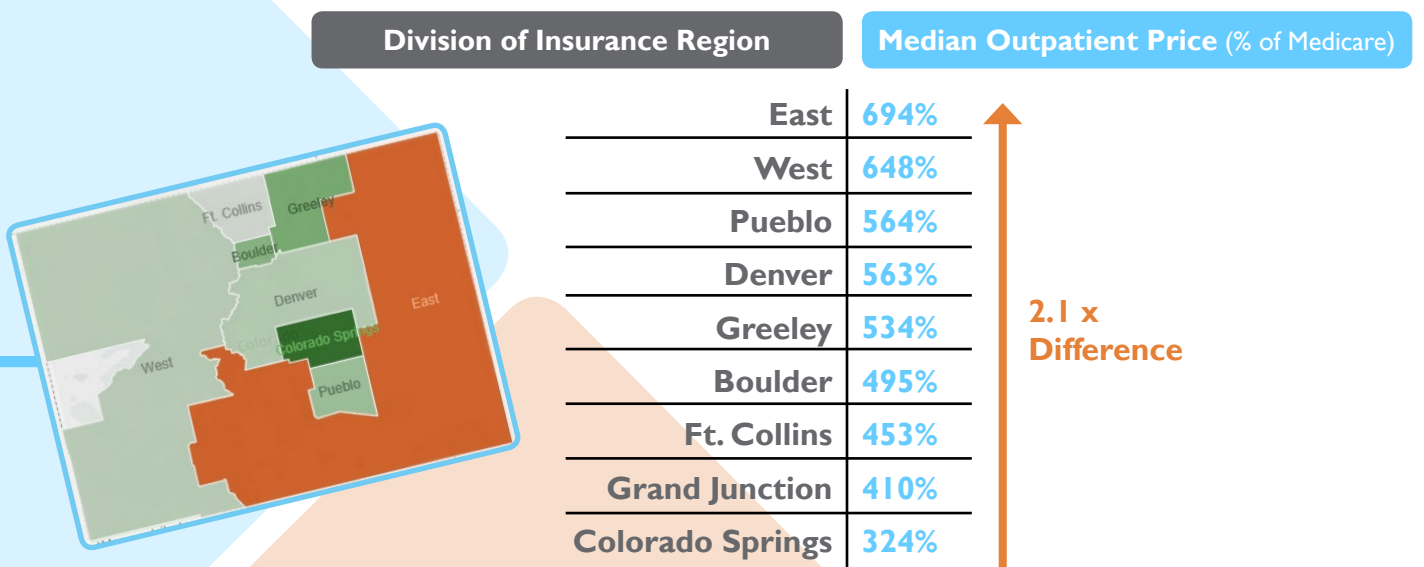 Division of Insurance Region
Median Outpatient Price (% of Medicare)
East 694%
West 648%
Pueblo 564%
Denver 563%
Greeley 534%
Boulder 495%
Ft. Collins 453%
Grand Junction 410%
Colorado Springs 324%
2.1 x
Difference
Ft. Collins
Greeley
Boulder
Denver
East
Colorado Springs
West
Pueblo